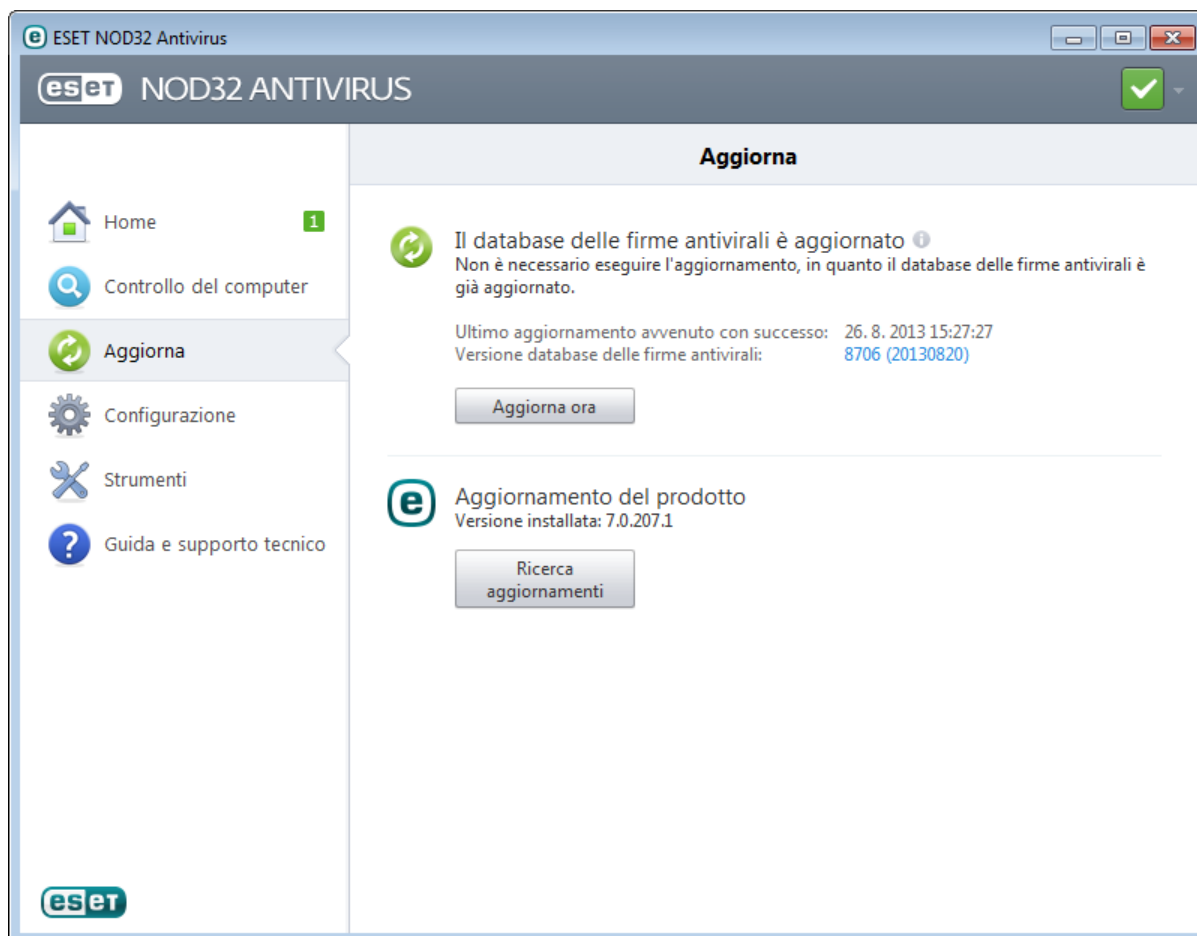 ESET NOD32 Antivirus
eset NOD32 ANTIVIRUS
Aggiorna
Home 1
Controllo del computer
Aggiorna
Configurazione
Strumenti
Guida e supporto tecnico
Il database delle firme antivirali è aggiornato
Non è necessario eseguire l'aggiornamento, in quanto il database delle firme antivirali è
già aggiornato.
Ultimo aggiornamento avvenuto con successo: 26. 8. 2013 15:27:27
Versione database delle firme antivirali: 8706 (20130820)
Aggiorna ora
Aggiornamento del prodotto
Versione installata: 7.0.207.1
Ricerca
aggiornamenti
eset